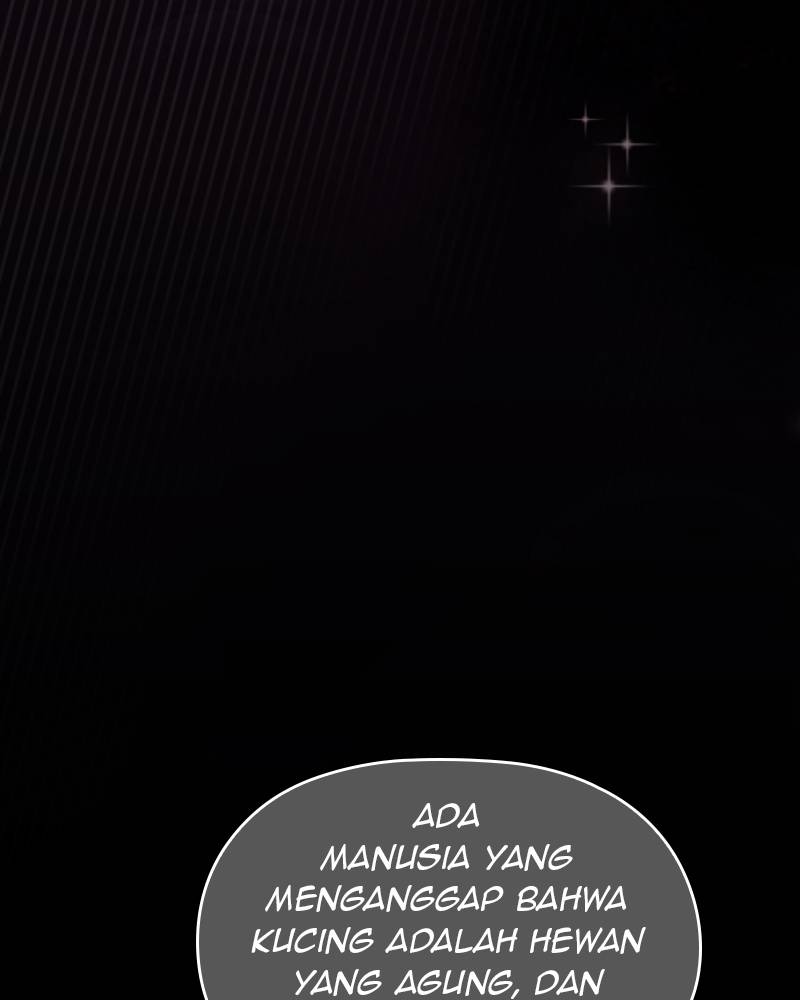 ADA
MANUSIA YANG
MENGANGGAP BAHWA
KUCING ADALAH HEWAN
YANG AGUNG, DAN